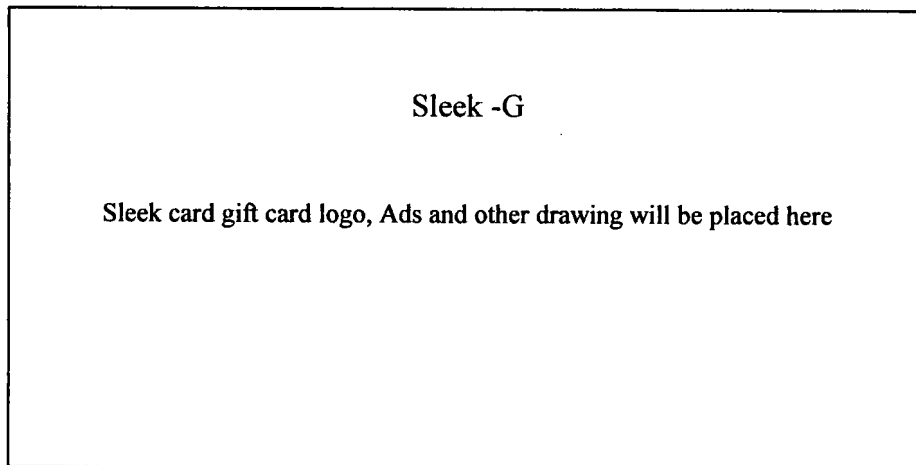 Sleek -G
Sleek card gift card logo, Ads and other drawing will be placed here